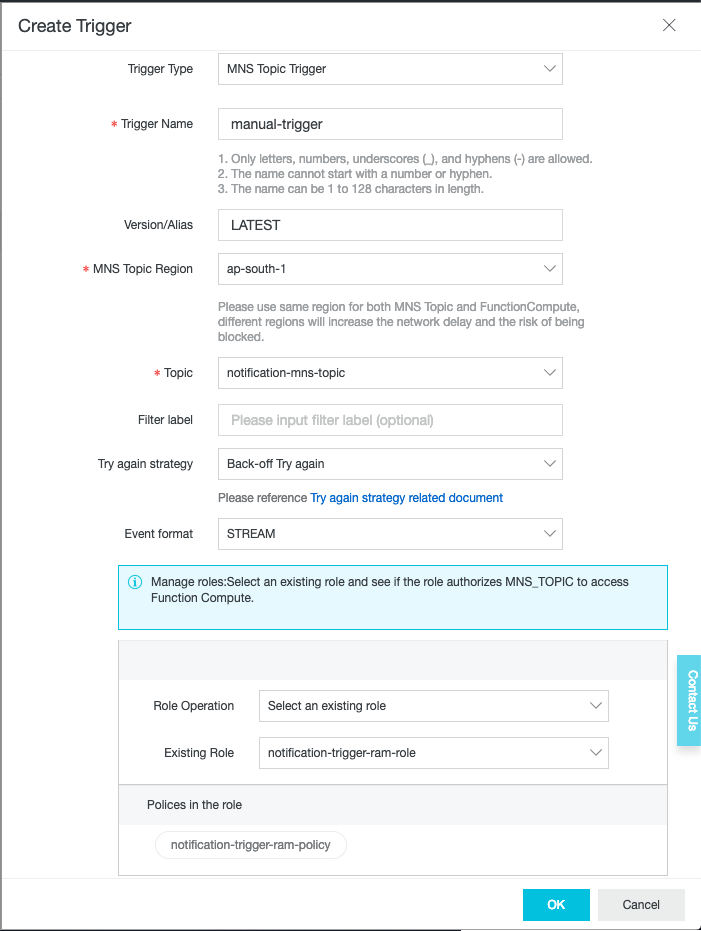 Create Trigger
Trigger Type
MNS Topic Trigger
* Trigger Name
manual-trigger
1. Only letters, numbers, underscores (_), and hyphens (-) are allowed.
2. The name cannot start with a number or hyphen.
3. The name can be 1 to 128 characters in length.
Version/Alias
LATEST
* MNS Topic Region
ap-south-1
Please use same region for both MNS Topic and FunctionCompute,
different regions will increase the network delay and the risk of being
blocked.
* Topic
notification-mns-topic
Filter label
Please input filter label (optional)
Try again strategy
Back-off Try again
Please reference Try again strategy related document
Event format
STREAM
Manage roles:Select an existing role and see if the role authorizes MNS_TOPIC to access
Function Compute.
Contact Us
Role Operation
Select an existing role
Existing Role
notification-trigger-ram-role
Polices in the role
notification-trigger-ram-policy
OK
Cancel